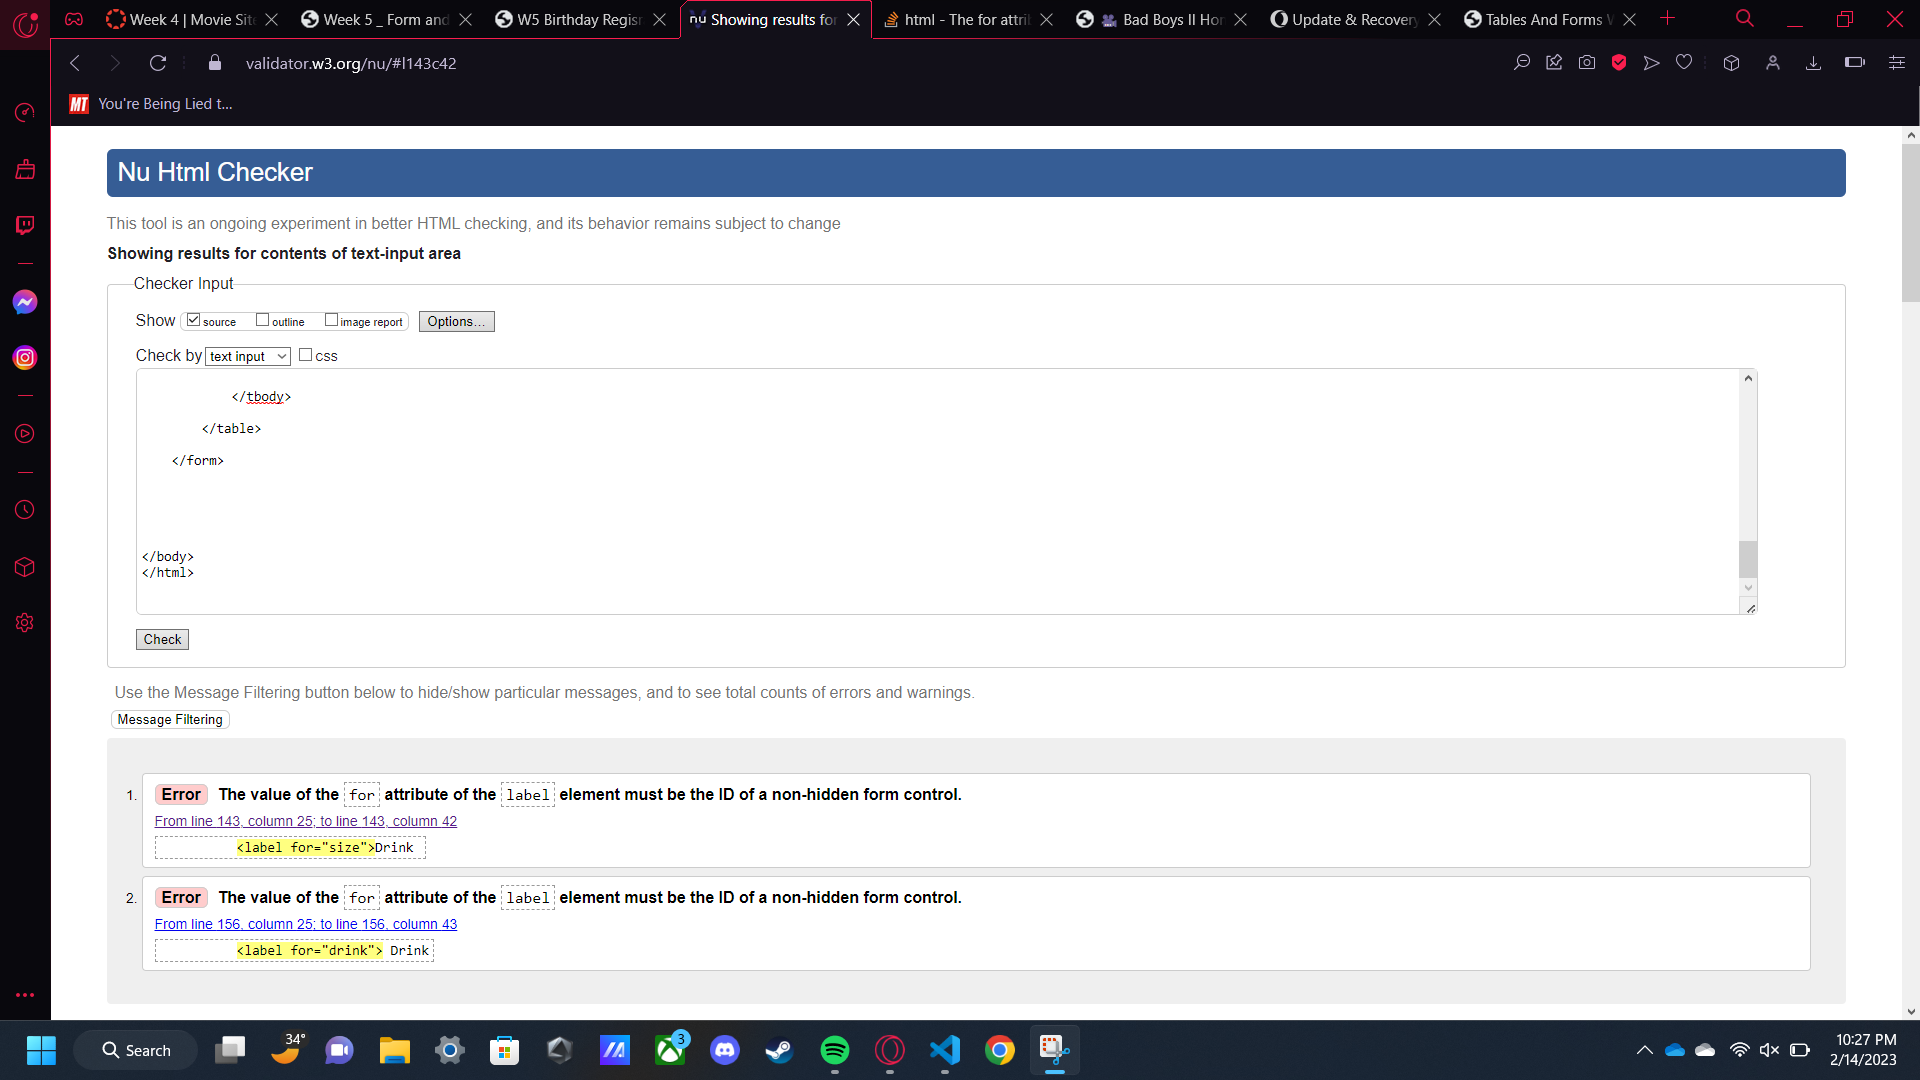 Week 4 | Movie Site
Week 5 _ Form and
W5 Birthday Regis
Showing results for
html - The for attri
Bad Boys II Hor
Update & Recovery
Tables And Forms W
validator.w3.org/nu/#l143c42
MT You're Being Lied t...
Nu Html Checker
This tool is an ongoing experiment in better HTML checking, and its behavior remains subject to change
Showing results for contents of text-input area
Checker Input
Show source outline image report Options...
Check by text input css
</tbody>
</table>
</form>
</body>
</html>
Check
Use the Message Filtering button below to hide/show particular messages, and to see total counts of errors and warnings.
Message Filtering
1. Error The value of the for attribute of the label element must be the ID of a non-hidden form control.
From line 143, column 25; to line 143, column 42
<label for="size">Drink
2. Error The value of the for attribute of the label element must be the ID of a non-hidden form control.
From line 156, column 25; to line 156, column 43
<label for="drink"> Drink
Search
34°
3
10:27 PM
2/14/2023